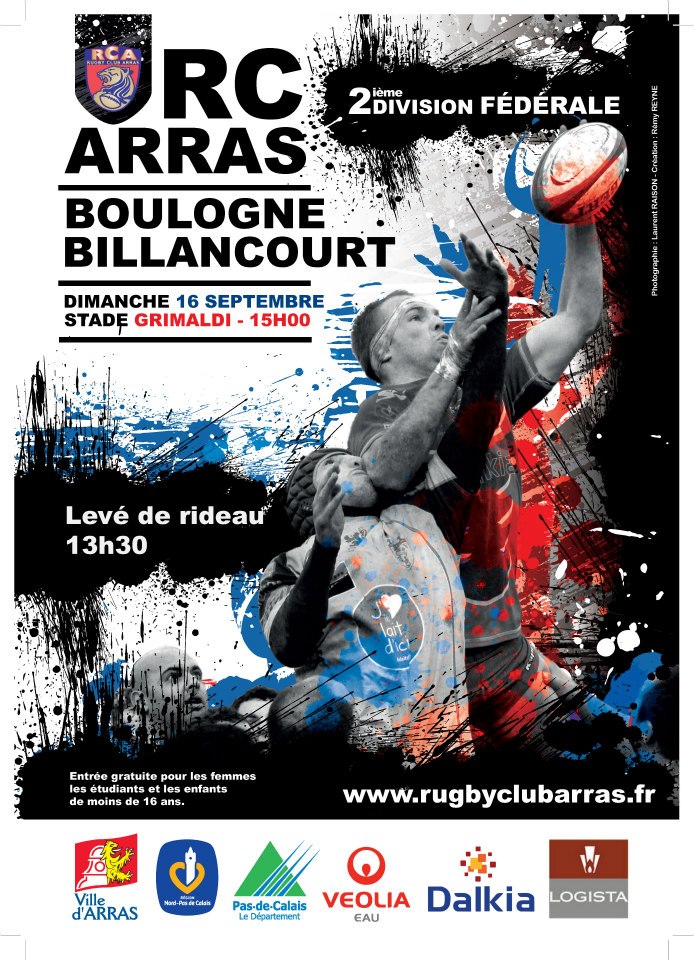 RCA
RUGBY CLUB ARRAS
RC
ARRAS
2ième DIVISION FÉDÉRALE
BOULOGNE
BILLANCOURT
DIMANCHE 16 SEPTEMBRE
STADE GRIMALDI - 15H00
Photographie : Laurent RAISON - Création : Rémy REYNE
Levé de rideau
13h30
J'
lait
d'ici
Entrée gratuite pour les femmes
les étudiants et les enfants
de moins de 16 ans.
www.rugbyclubarras.fr
Ville
d'ARRAS
RÉGION
Nord-Pas de Calais
Pas-de-Calais
Le Département
VEOLIA
EAU
Dalkia
LOGISTA